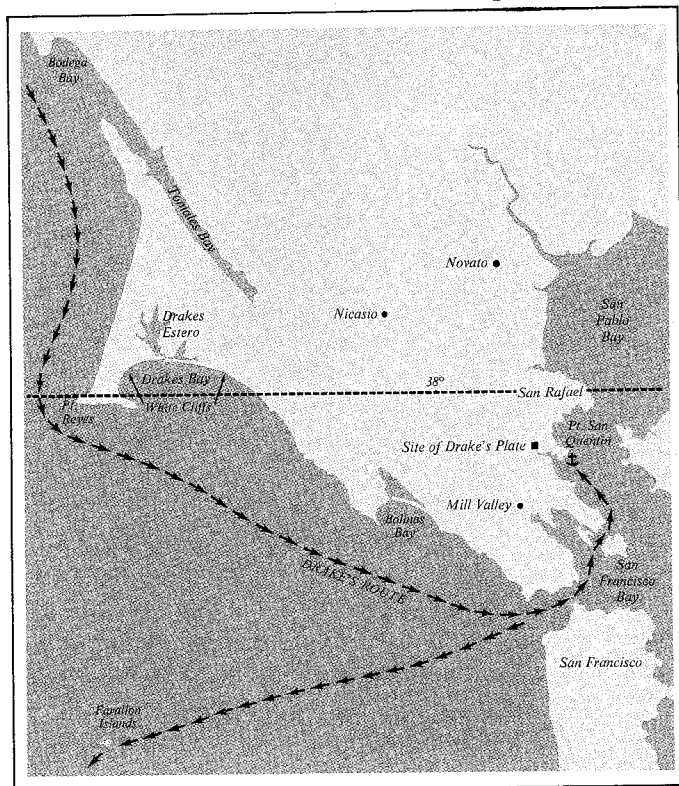 Bodega
Bay
Tomales Bay
Novato
San
Pablo
Bay
Nicasio
Drakes
Estero
Drakes Bay
38°
San Rafael
White Cliffs
Pt.
Reyes
Pt. San
Quentin
Site of Drake's Plate
Mill Valley
Bolinas
Bay
DRAKE'S ROUTE
San
Francisco
Bay
San Francisco
Farallon
Islands